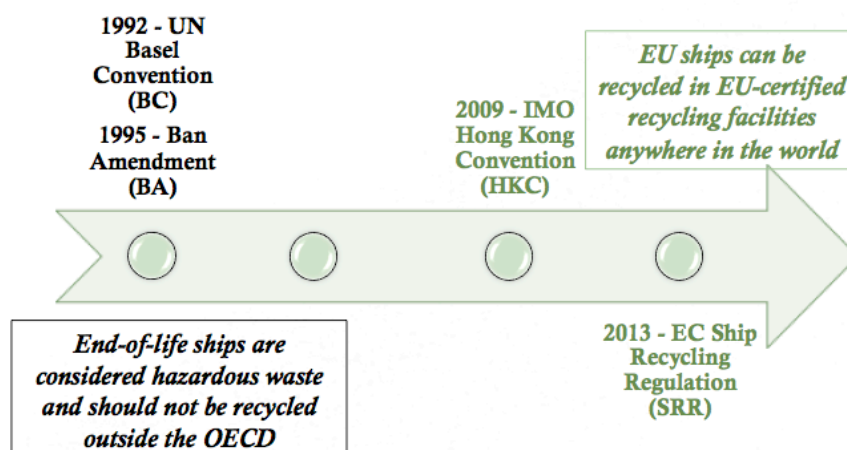 1992 - UN
Basel
Convention
(BC)
1995 - Ban
Amendment
(BA)
End-of-life ships are
considered hazardous waste
and should not be recycled
outside the OECD
2009 - IMO
Hong Kong
Convention
(HKC)
EU ships can be
recycled in EU-certified
recycling facilities
anywhere in the world
2013 - EC Ship
Recycling
Regulation
(SRR)